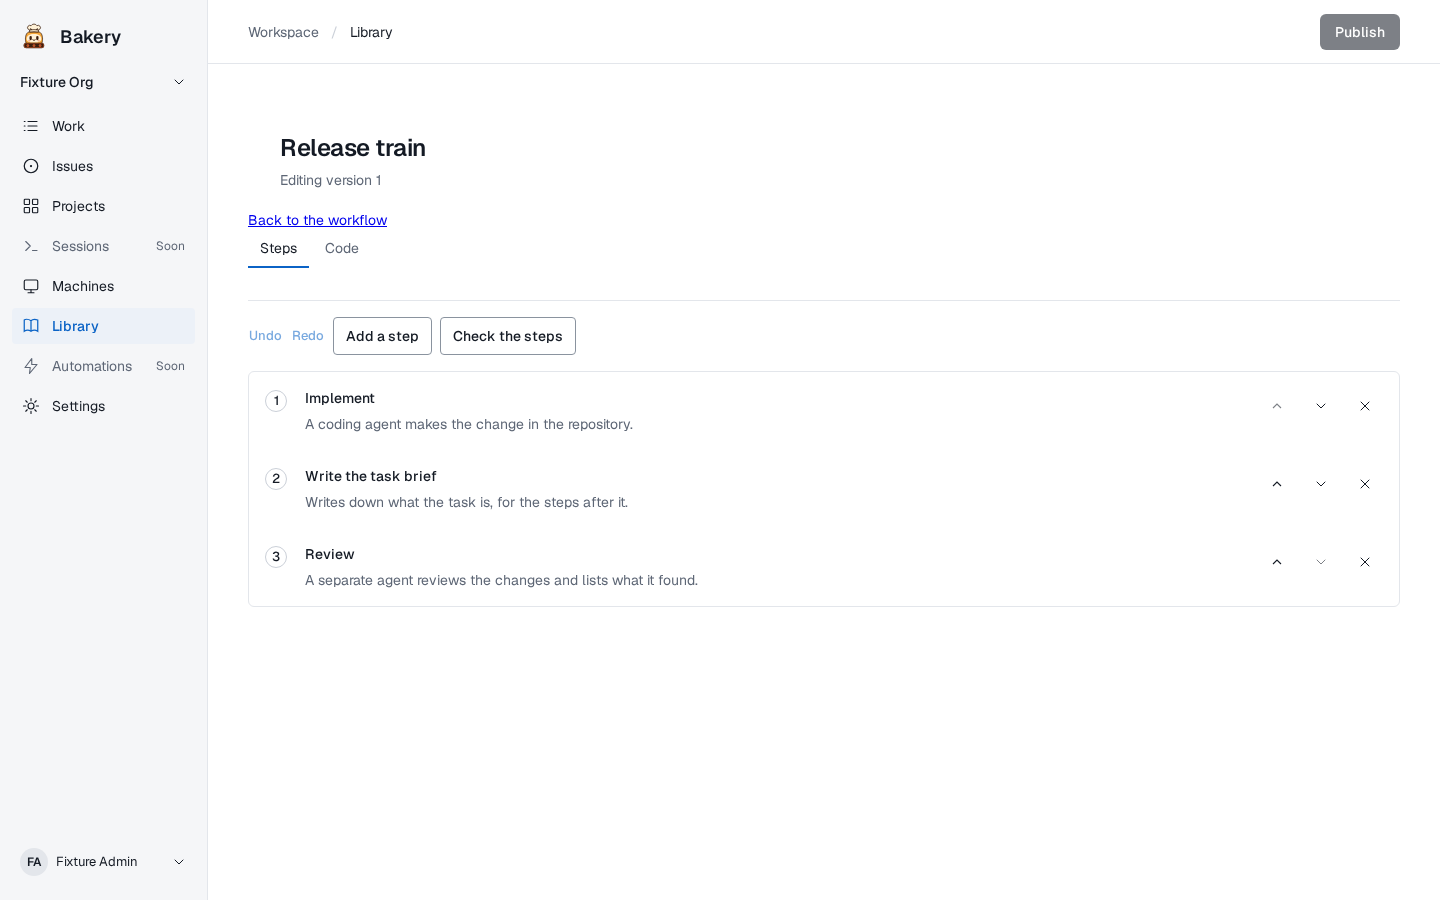 Bakery
Fixture Org
Work
Issues
Projects
Sessions Soon
Machines
Library
Automations Soon
Settings
FA Fixture Admin
Workspace / Library
Publish
Release train
Editing version 1
Back to the workflow
Steps Code
Undo Redo Add a step Check the steps
1 Implement
A coding agent makes the change in the repository.
2 Write the task brief
Writes down what the task is, for the steps after it.
3 Review
A separate agent reviews the changes and lists what it found.